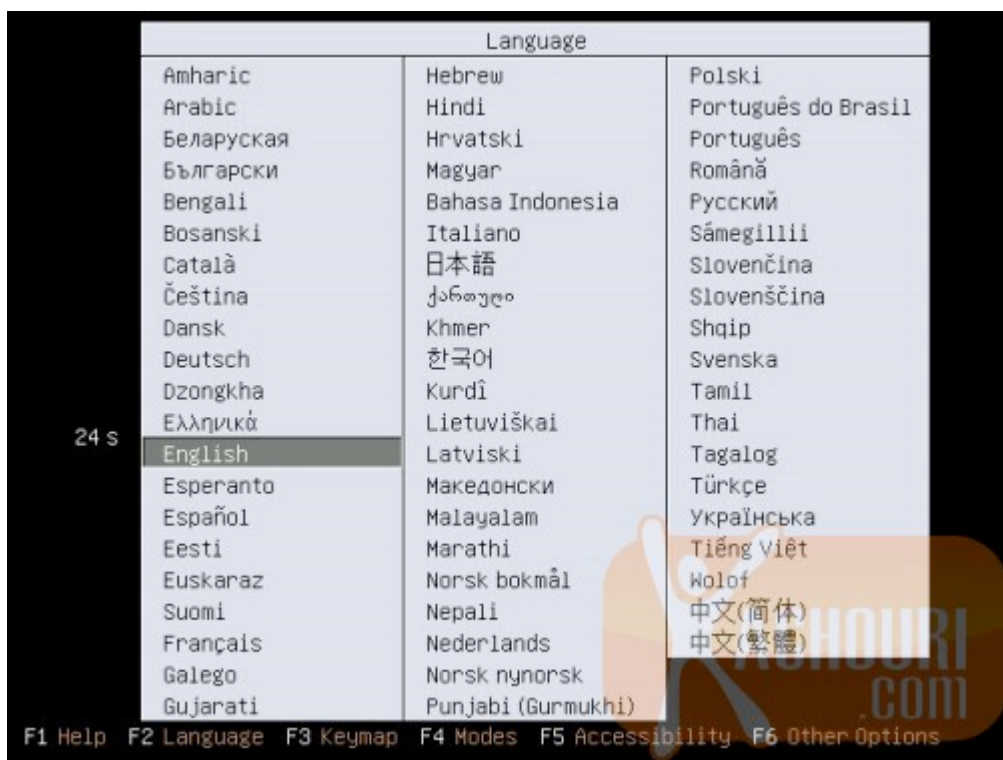 Language
Amharic
Arabic
Беларуская
Български
Bengali
Bosanski
Català
Čeština
Dansk
Deutsch
Dzongkha
Ελληνικά
English
Esperanto
Español
Eesti
Euskaraz
Suomi
Français
Galego
Gujarati
Hebrew
Hindi
Hrvatski
Magyar
Bahasa Indonesia
Italiano
日本語
ქართული
Khmer
한국어
Kurdî
Lietuviškai
Latviski
Македонски
Malayalam
Marathi
Norsk bokmål
Nepali
Nederlands
Norsk nynorsk
Punjabi (Gurmukhi)
Polski
Português do Brasil
Português
Română
Русский
Sámegillii
Slovenčina
Slovenščina
Shqip
Svenska
Tamil
Thai
Tagalog
Türkçe
Українська
Tiếng Việt
Wolof
中文(简体)
中文(繁體)
24 s
F1 Help F2 Language F3 Keymap F4 Modes F5 Accessibility F6 Other Options
.com